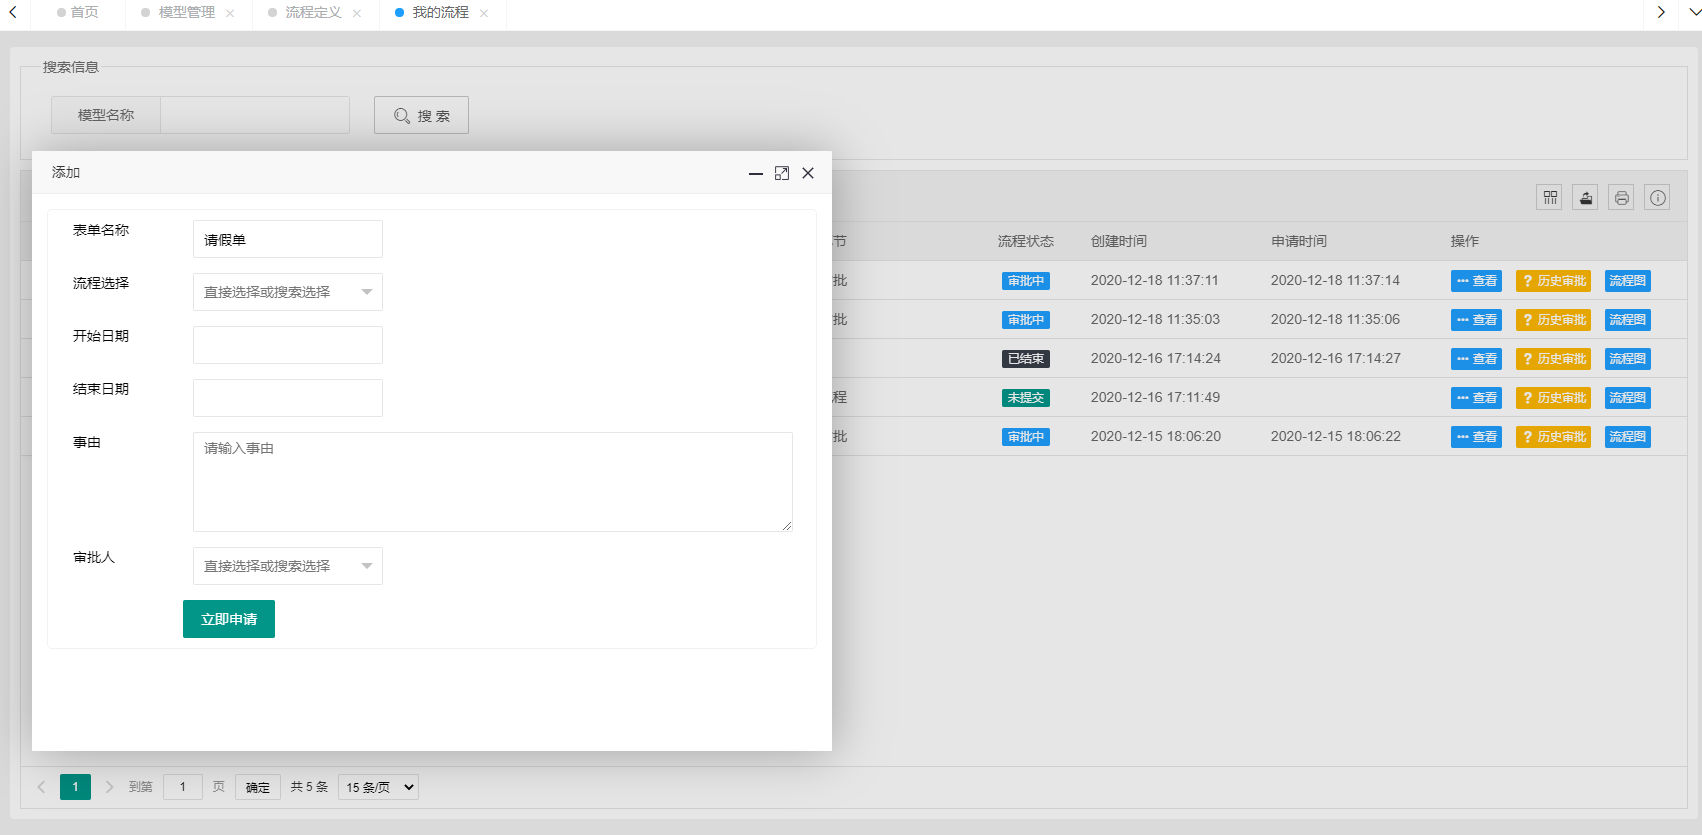 首页 模型管理 流程定义 我的流程
搜索信息
模型名称 搜 索
添加
表单名称 请假单
流程选择 直接选择或搜索选择
开始日期
结束日期
事由 请输入事由
审批人 直接选择或搜索选择
立即申请
节 流程状态 创建时间 申请时间 操作
批 审批中 2020-12-18 11:37:11 2020-12-18 11:37:14 查看 ? 历史审批 流程图
批 审批中 2020-12-18 11:35:03 2020-12-18 11:35:06 查看 ? 历史审批 流程图
已结束 2020-12-16 17:14:24 2020-12-16 17:14:27 查看 ? 历史审批 流程图
程 未提交 2020-12-16 17:11:49 查看 ? 历史审批 流程图
批 审批中 2020-12-15 18:06:20 2020-12-15 18:06:22 查看 ? 历史审批 流程图
1 到第 1 页 确定 共 5 条 15 条/页